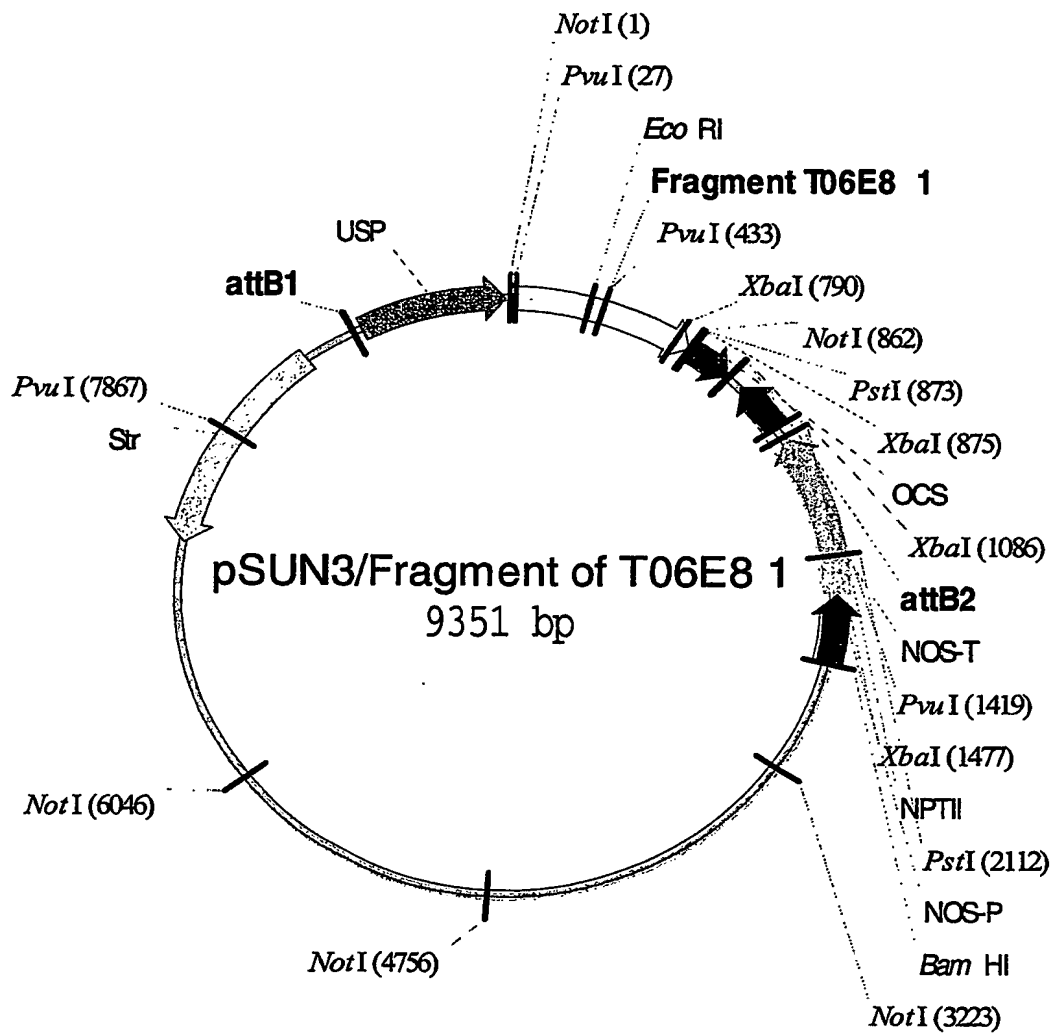 NotI (1)
PvuI (27)
Eco RI
Fragment T06E8 1
PvuI (433)
USP
attB1
XbaI (790)
NotI (862)
PstI (873)
XbaI (875)
OCS
XbaI (1086)
attB2
NOS-T
PvuI (1419)
XbaI (1477)
NPTII
PstI (2112)
NOS-P
Bam HI
NotI (3223)
PvuI (7867)
Str
pSUN3/Fragment of T06E8 1
9351 bp
NotI (6046)
NotI (4756)